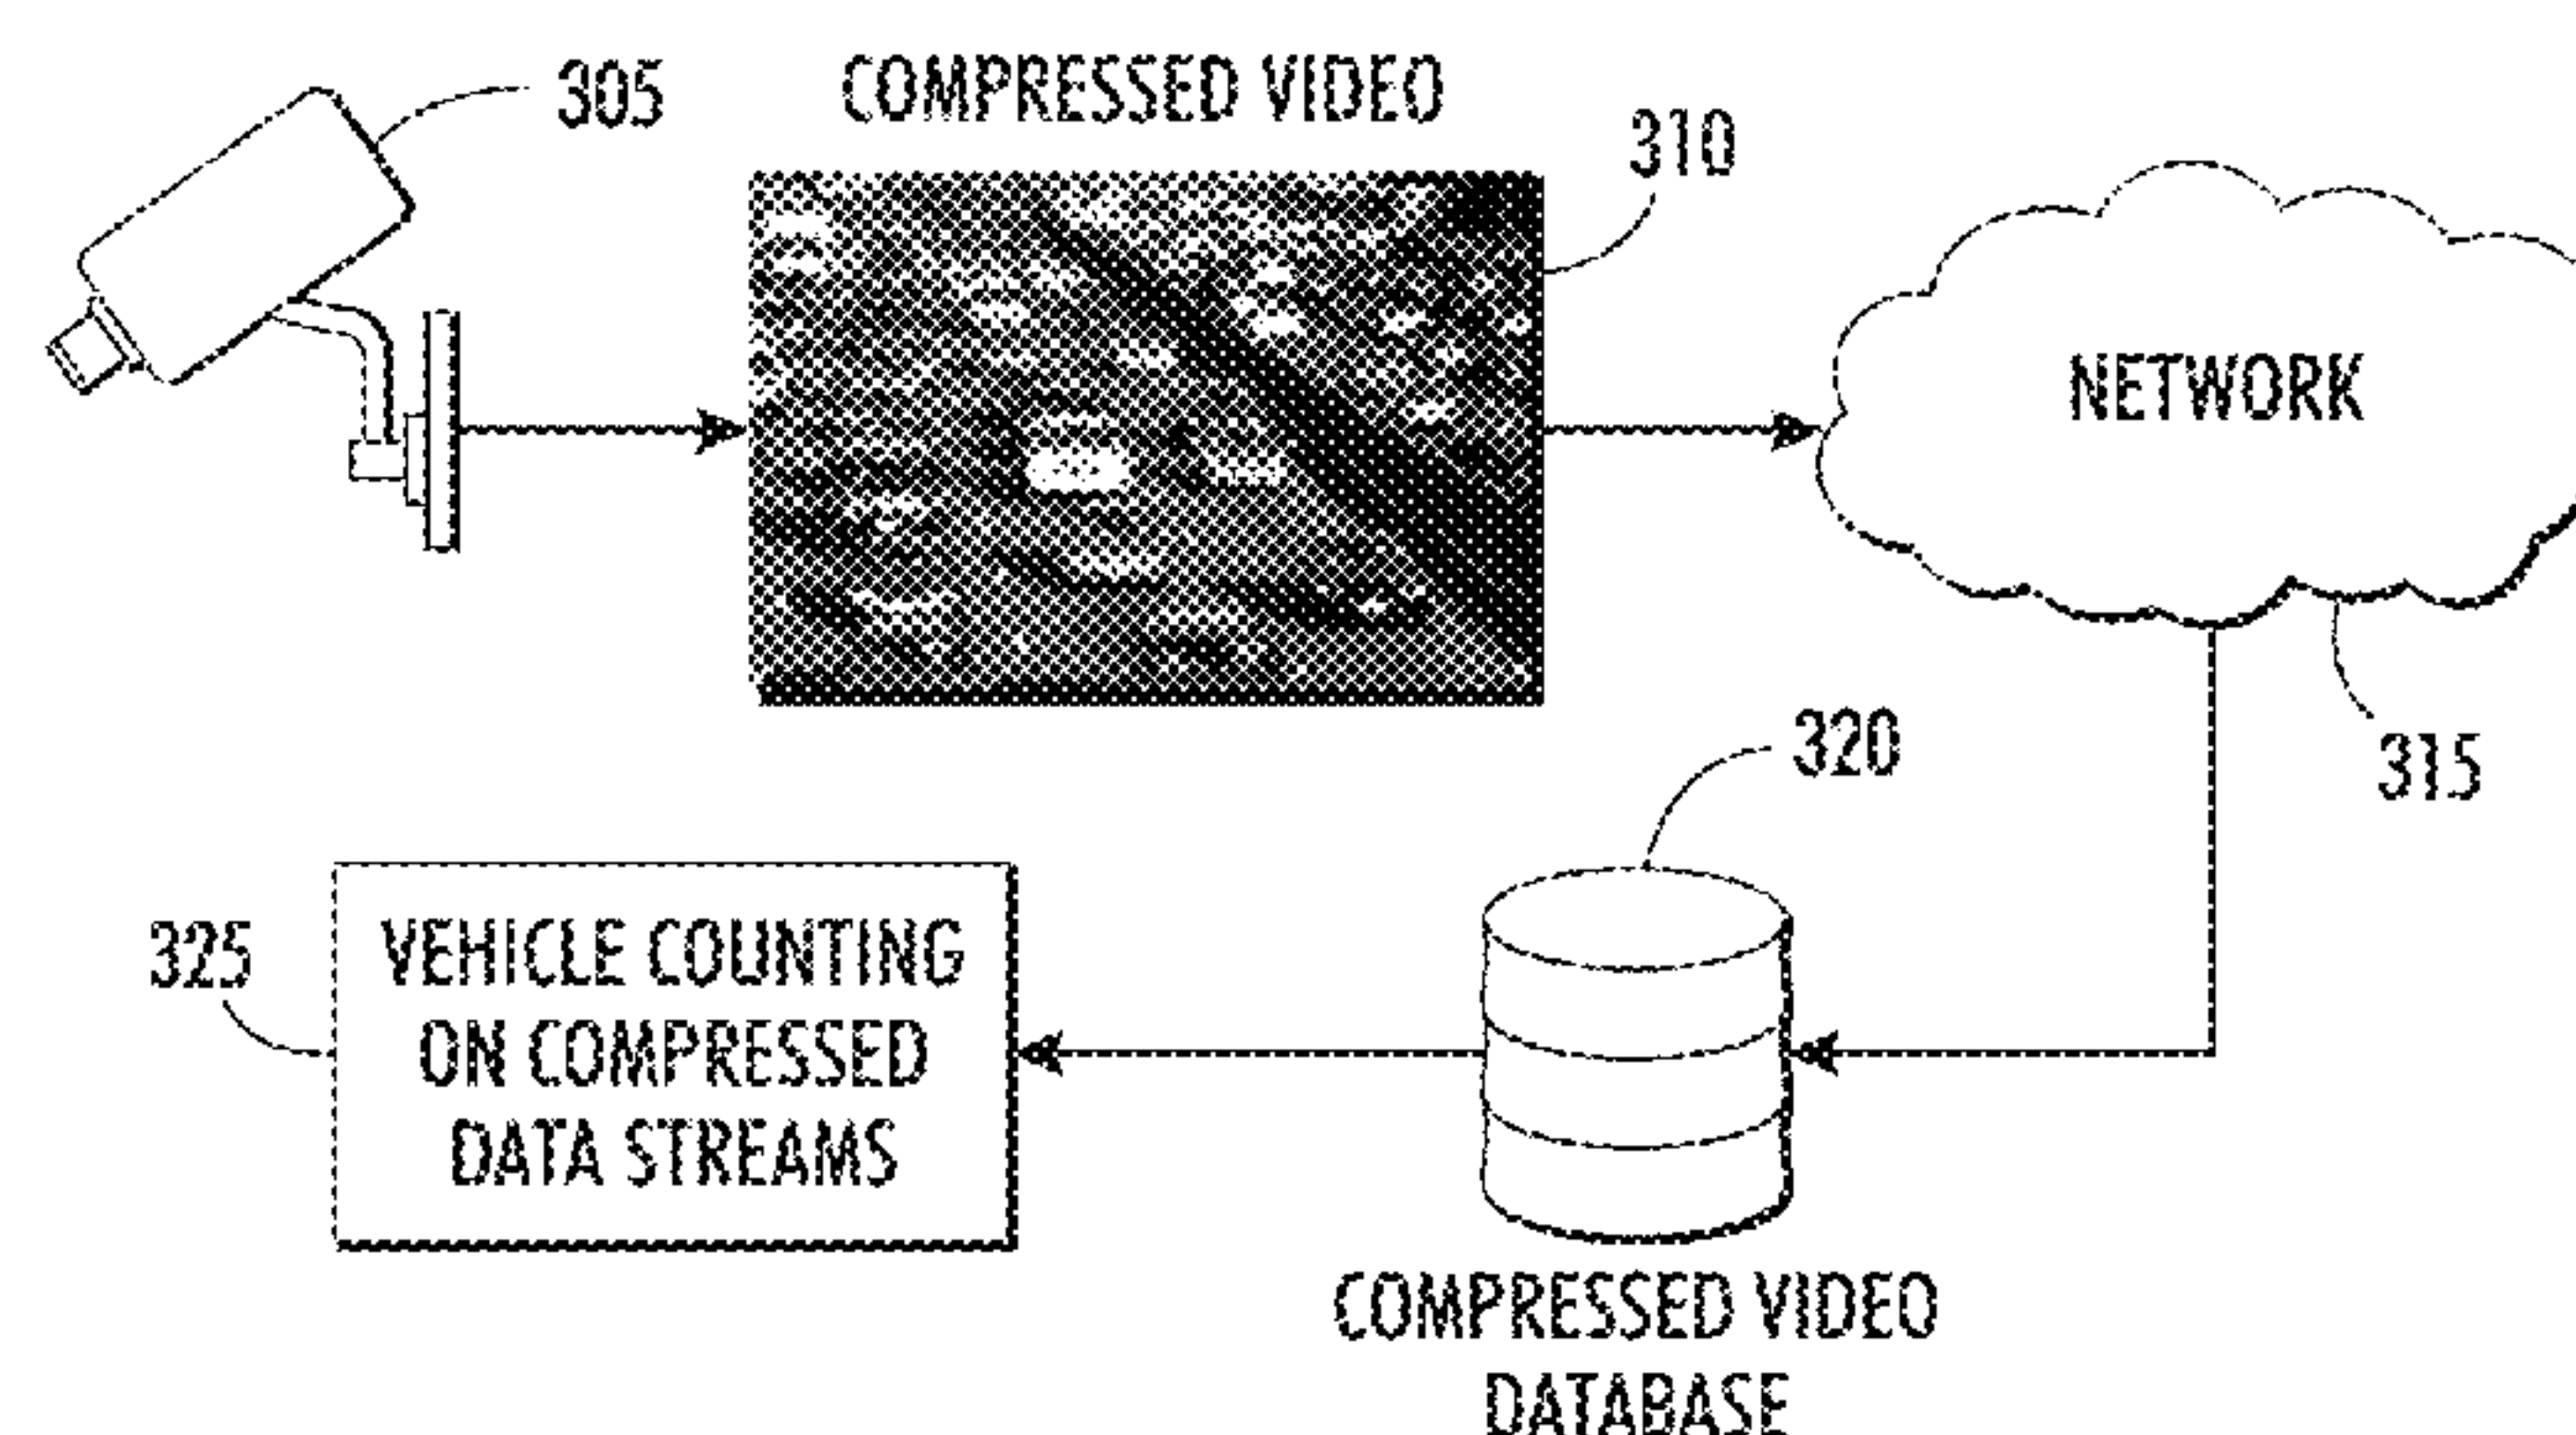 305
COMPRESSED VIDEO
310
NETWORK
315
320
325
VEHICLE COUNTING
ON COMPRESSED
DATA STREAMS
COMPRESSED VIDEO
DATABASE